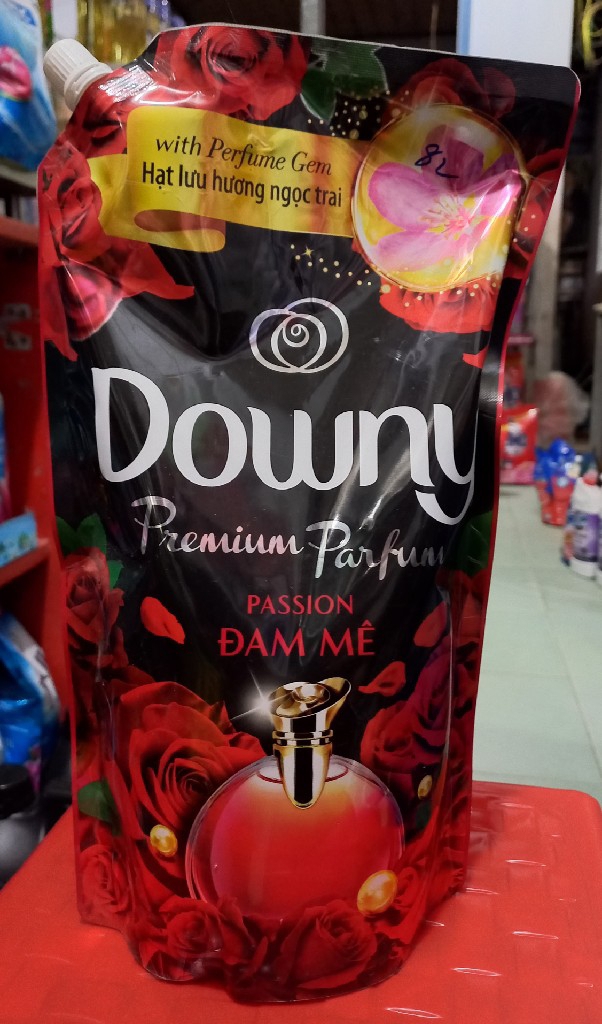 with Perfume Gem
Hạt lưu hương ngọc trai
82
Downy
Premium Parfum
PASSION
ĐAM MÊ